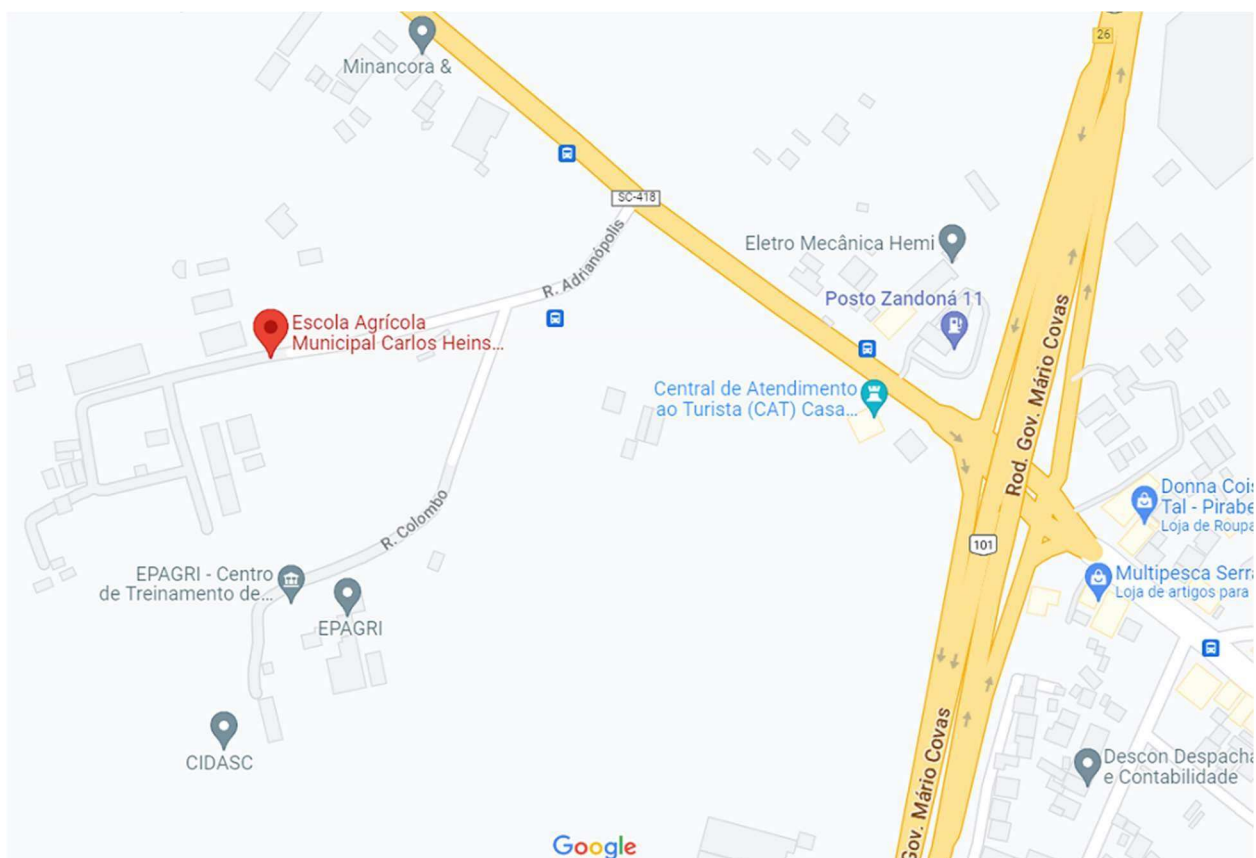 26
Minancora &
SC-418
R. Adrianópolis
Eletro Mecânica Hemi
Posto Zandoná 11
Escola Agrícola
Municipal Carlos Heins...
Rod. Gov. Mário Covas
Central de Atendimento
ao Turista (CAT) Casa...
R. Colombo
Donna Cois
Tal - Pirabe
Loja de Roupa
101
EPAGRI - Centro
de Treinamento de...
Multipesca Serra
Loja de artigos para
EPAGRI
CIDASC
Gov. Mário Covas
Descon Despacha
e Contabilidade
Google